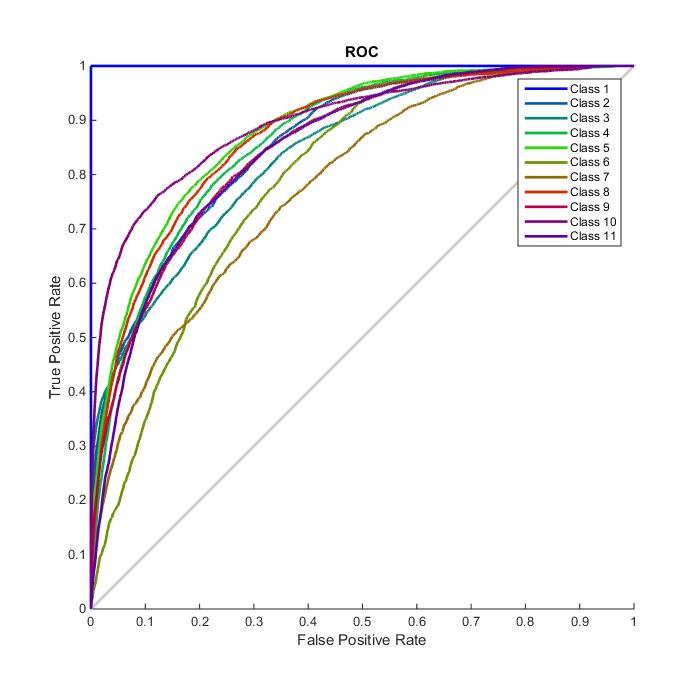 ROC
1
0.9
0.8
0.7
0.6
0.5
0.4
0.3
0.2
0.1
0
True Positive Rate
Class 1
Class 2
Class 3
Class 4
Class 5
Class 6
Class 7
Class 8
Class 9
Class 10
Class 11
0 0.1 0.2 0.3 0.4 0.5 0.6 0.7 0.8 0.9 1
False Positive Rate